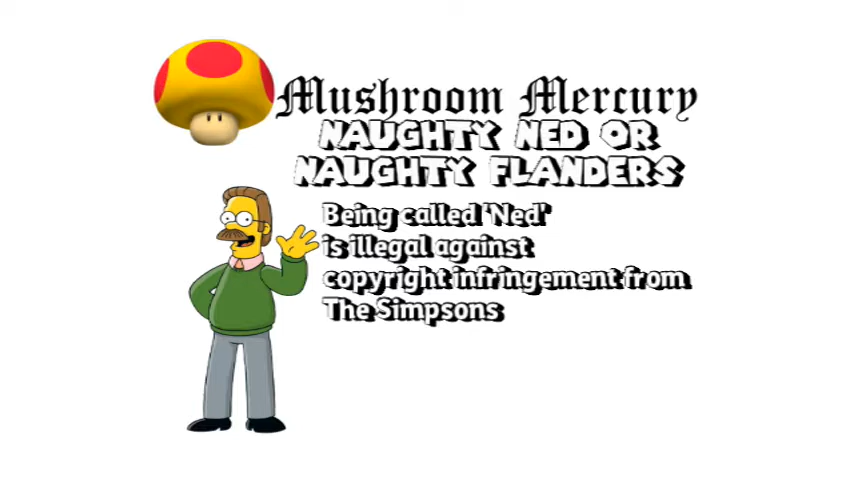 Mushroom Mercury
NAUGHTY NED OR
NAUGHTY FLANDERS
Being called 'Ned'
is illegal against
copyright infringement from
The Simpsons